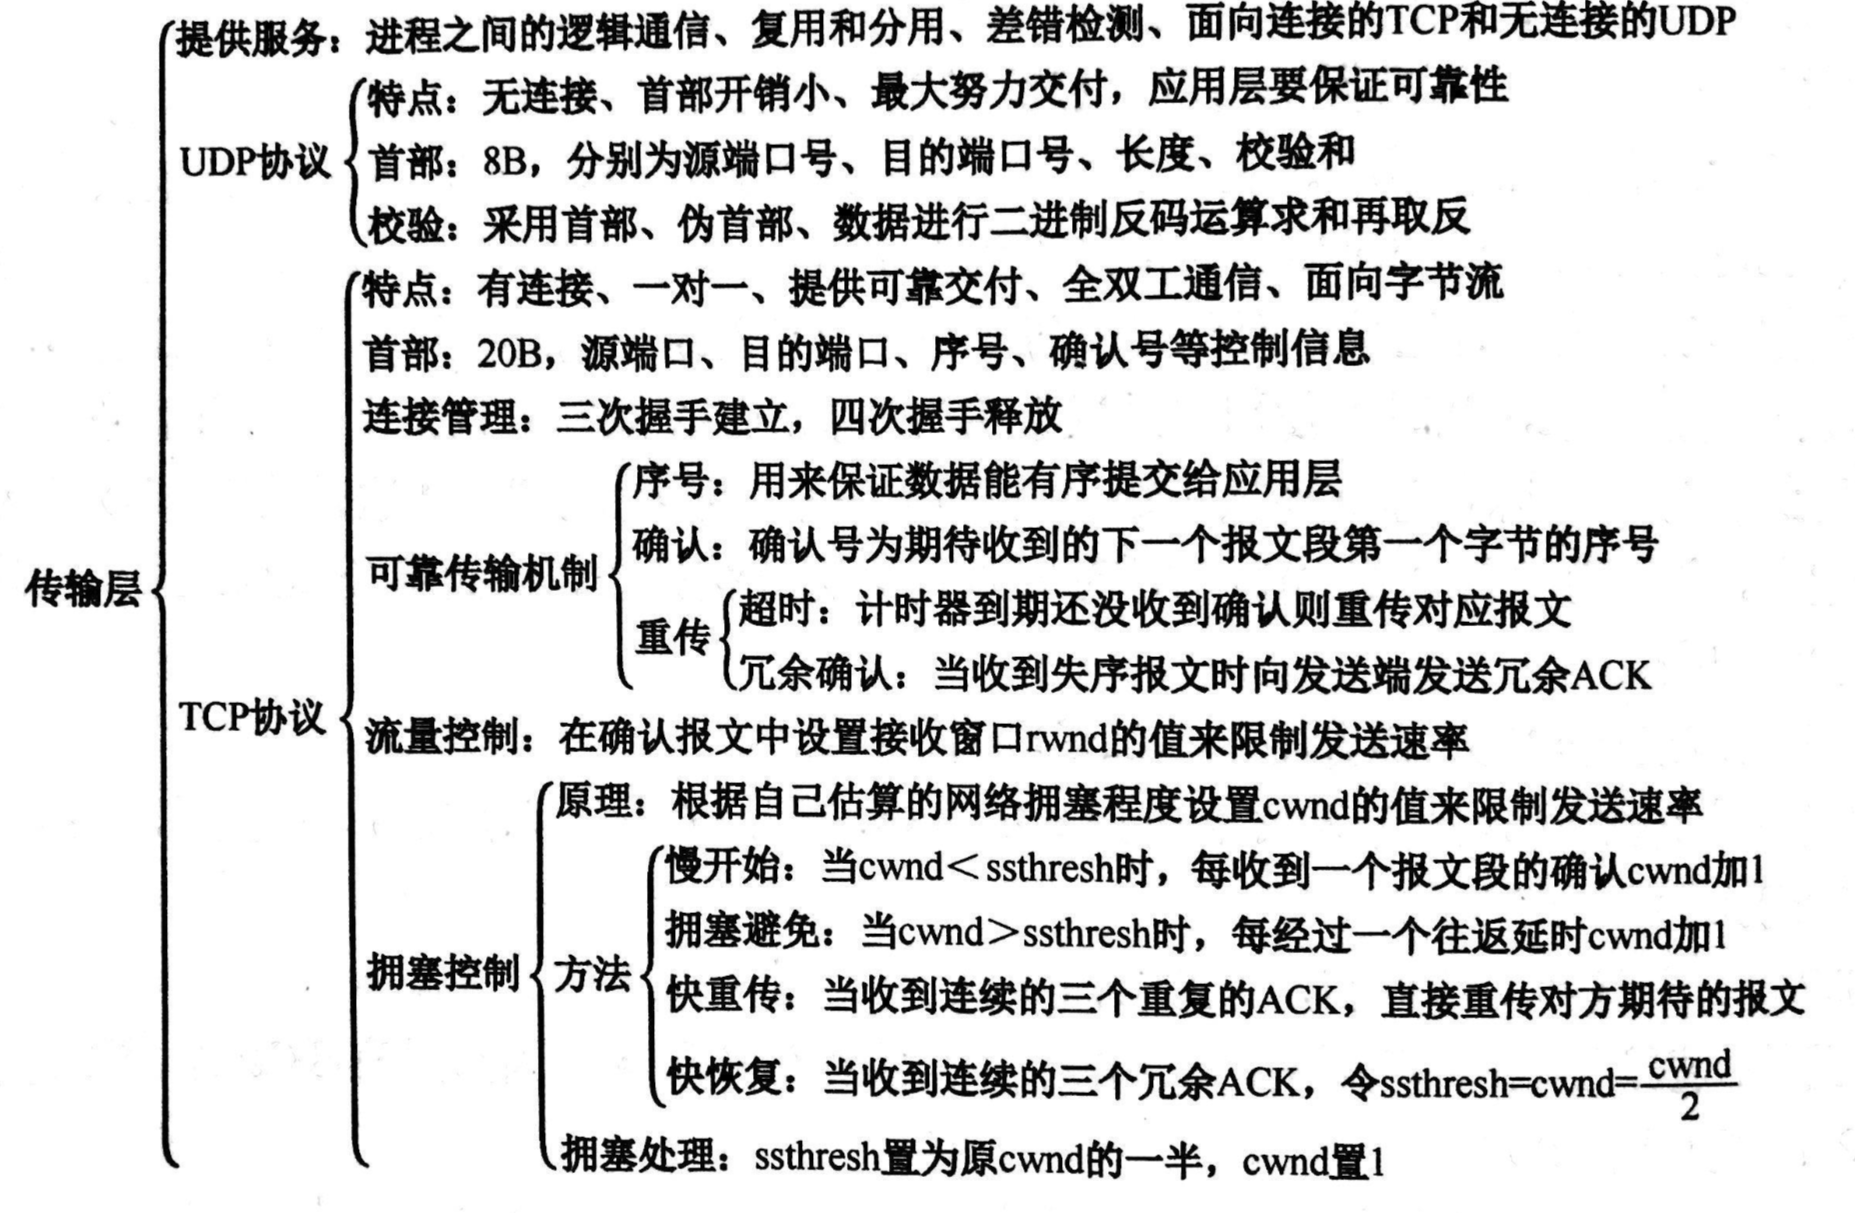 提供服务：进程之间的逻辑通信、复用和分用、差错检测、面向连接的TCP和无连接的UDP
特点：无连接、首部开销小、最大努力交付，应用层要保证可靠性
UDP协议
首部：8B，分别为源端口号、目的端口号、长度、校验和
校验：采用首部、伪首部、数据进行二进制反码运算求和再取反
特点：有连接、一对一、提供可靠交付、全双工通信、面向字节流
首部：20B，源端口、目的端口、序号、确认号等控制信息
连接管理：三次握手建立，四次握手释放
序号：用来保证数据能有序提交给应用层
确认：确认号为期待收到的下一个报文段第一个字节的序号
可靠传输机制
传输层
超时：计时器到期还没收到确认则重传对应报文
重传
冗余确认：当收到失序报文时向发送端发送冗余ACK
TCP协议
流量控制：在确认报文中设置接收窗口rwnd的值来限制发送速率
原理：根据自己估算的网络拥塞程度设置cwnd的值来限制发送速率
慢开始：当cwnd＜ssthresh时，每收到一个报文段的确认cwnd加1
拥塞避免：当cwnd＞ssthresh时，每经过一个往返延时cwnd加1
拥塞控制
方法
快重传：当收到连续的三个重复的ACK，直接重传对方期待的报文
快恢复：当收到连续的三个冗余ACK，令ssthresh=cwnd=cwnd/2
拥塞处理：ssthresh置为原cwnd的一半，cwnd置1